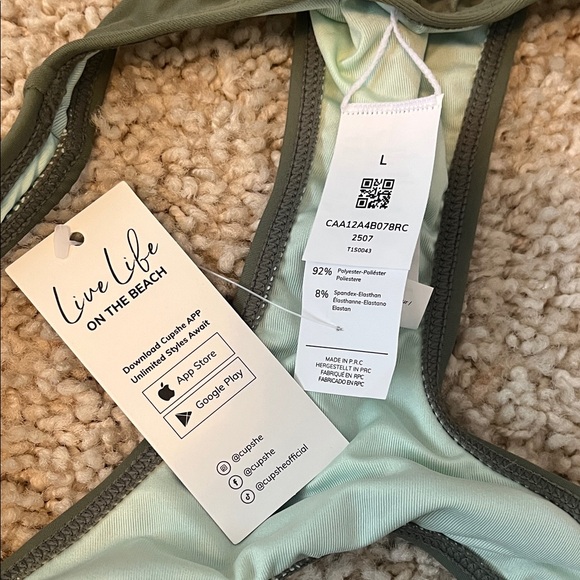 Live Life
ON THE BEACH
Download Cupshe APP
Unlimited Styles Await
App Store
Google Play
@cupshe
@cupshe
@cupsheofficial
L
CAA12A4B078RC
2507
T1S0043
92% Polyester-Poliéster
Poliestere
8% Spandex-Elasthan
Élasthanne-Elastano
Elastan
MADE IN P.R.C
HERGESTELLT IN PRC
FABRIQUÉ EN RPC
FABRICADO EN RPC